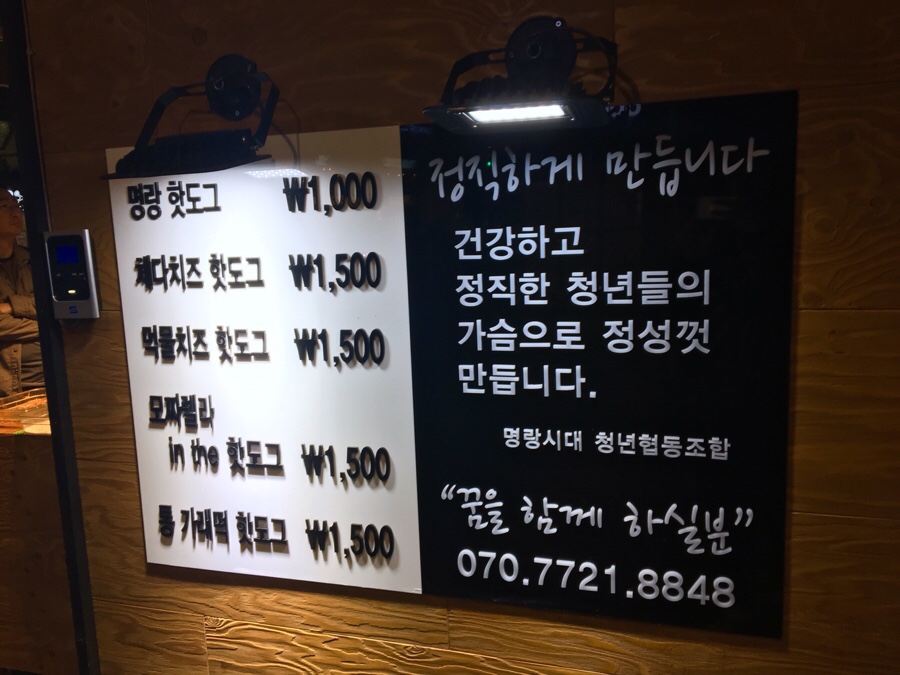 명랑 핫도그 ₩1,000
체다치즈 핫도그 ₩1,500
먹물치즈 핫도그 ₩1,500
모짜렐라
in the 핫도그 ₩1,500
통 가래떡 핫도그 ₩1,500
정직하게 만듭니다
건강하고
정직한 청년들의
가슴으로 정성껏
만듭니다.
명랑시대 청년협동조합
“꿈을 함께 하실분”
070.7721.8848